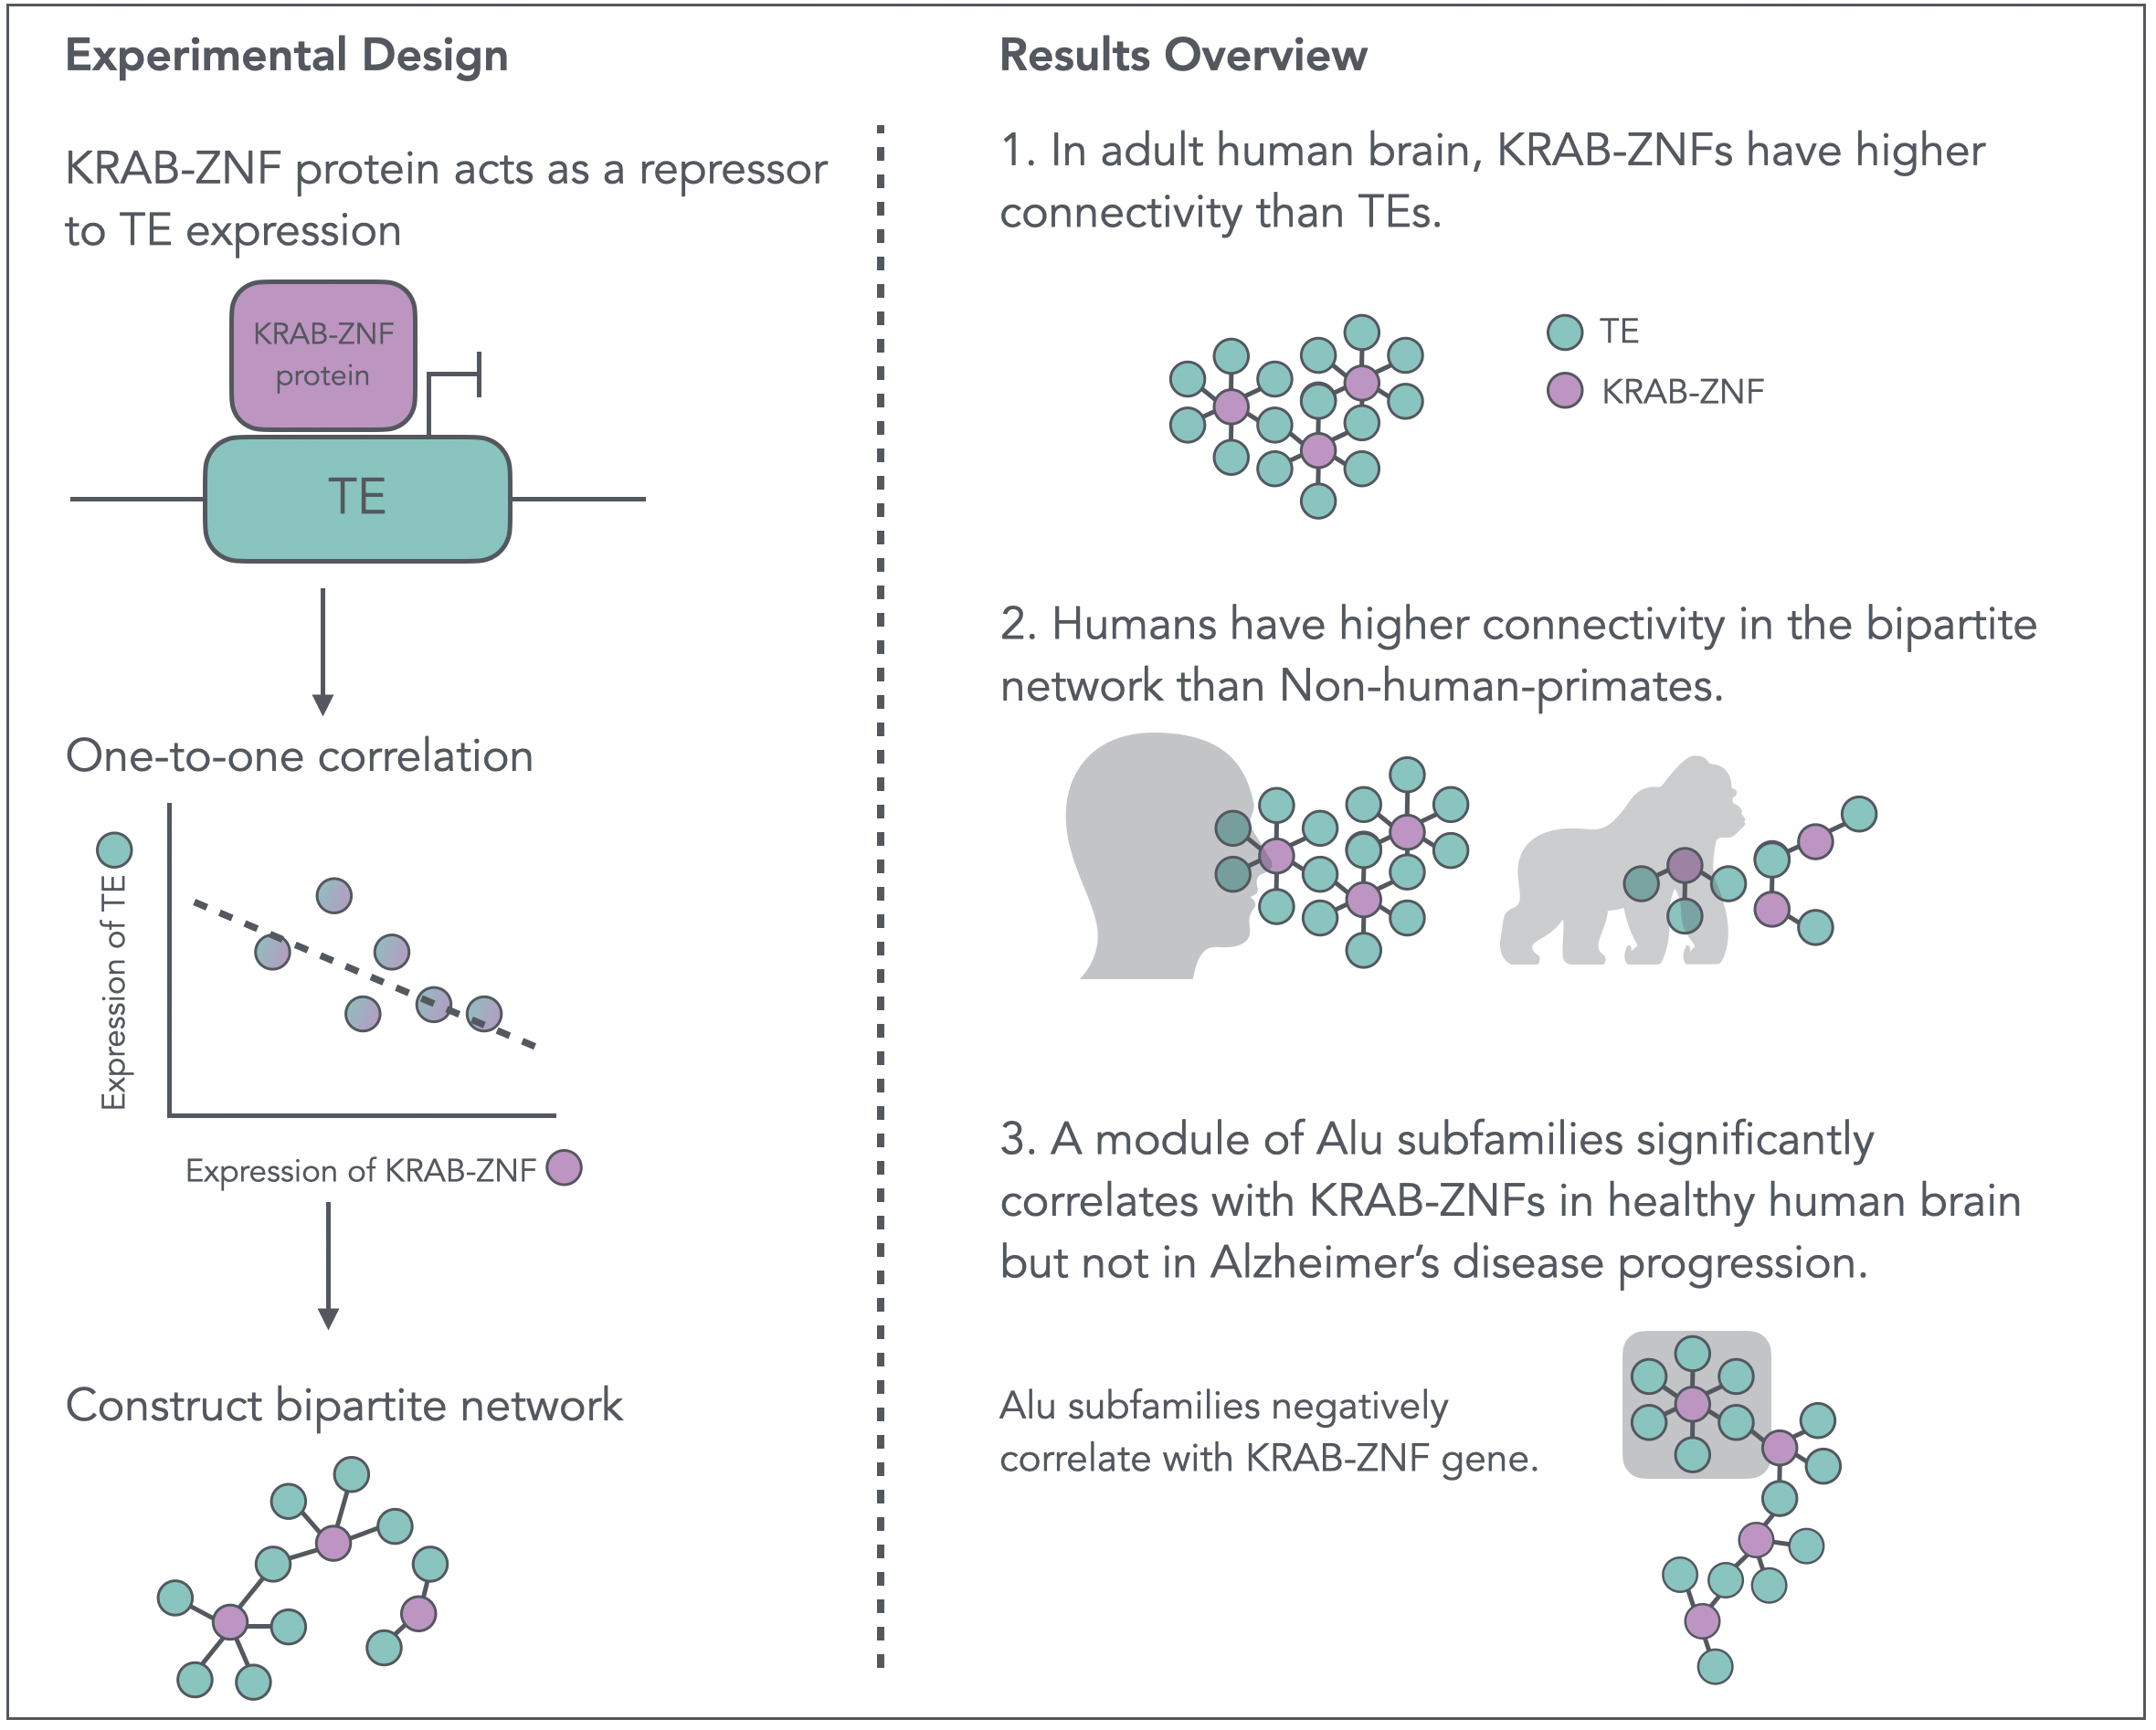 Experimental Design
KRAB-ZNF protein acts as a repressor
to TE expression
KRAB-ZNF
protein
TE
One-to-one correlation
Expression of TE
Expression of KRAB-ZNF
Construct bipartite network
Results Overview
1. In adult human brain, KRAB-ZNFs have higher
connectivity than TEs.
TE
KRAB-ZNF
2. Humans have higher connectivity in the bipartite
network than Non-human-primates.
3. A module of Alu subfamilies significantly
correlates with KRAB-ZNFs in healthy human brain
but not in Alzheimer’s disease progression.
Alu subfamilies negatively
correlate with KRAB-ZNF gene.